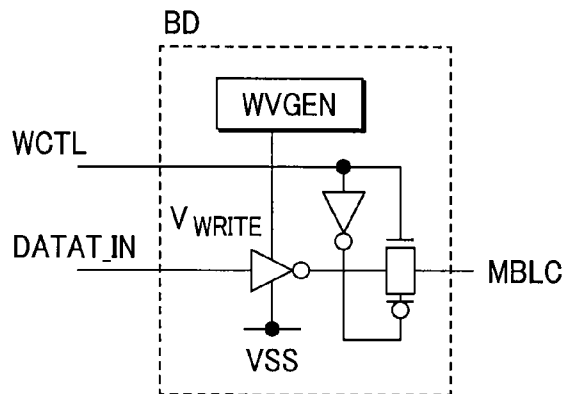 BD
WVGEN
WCTL
V WRITE
DATAT_IN
MBLC
VSS